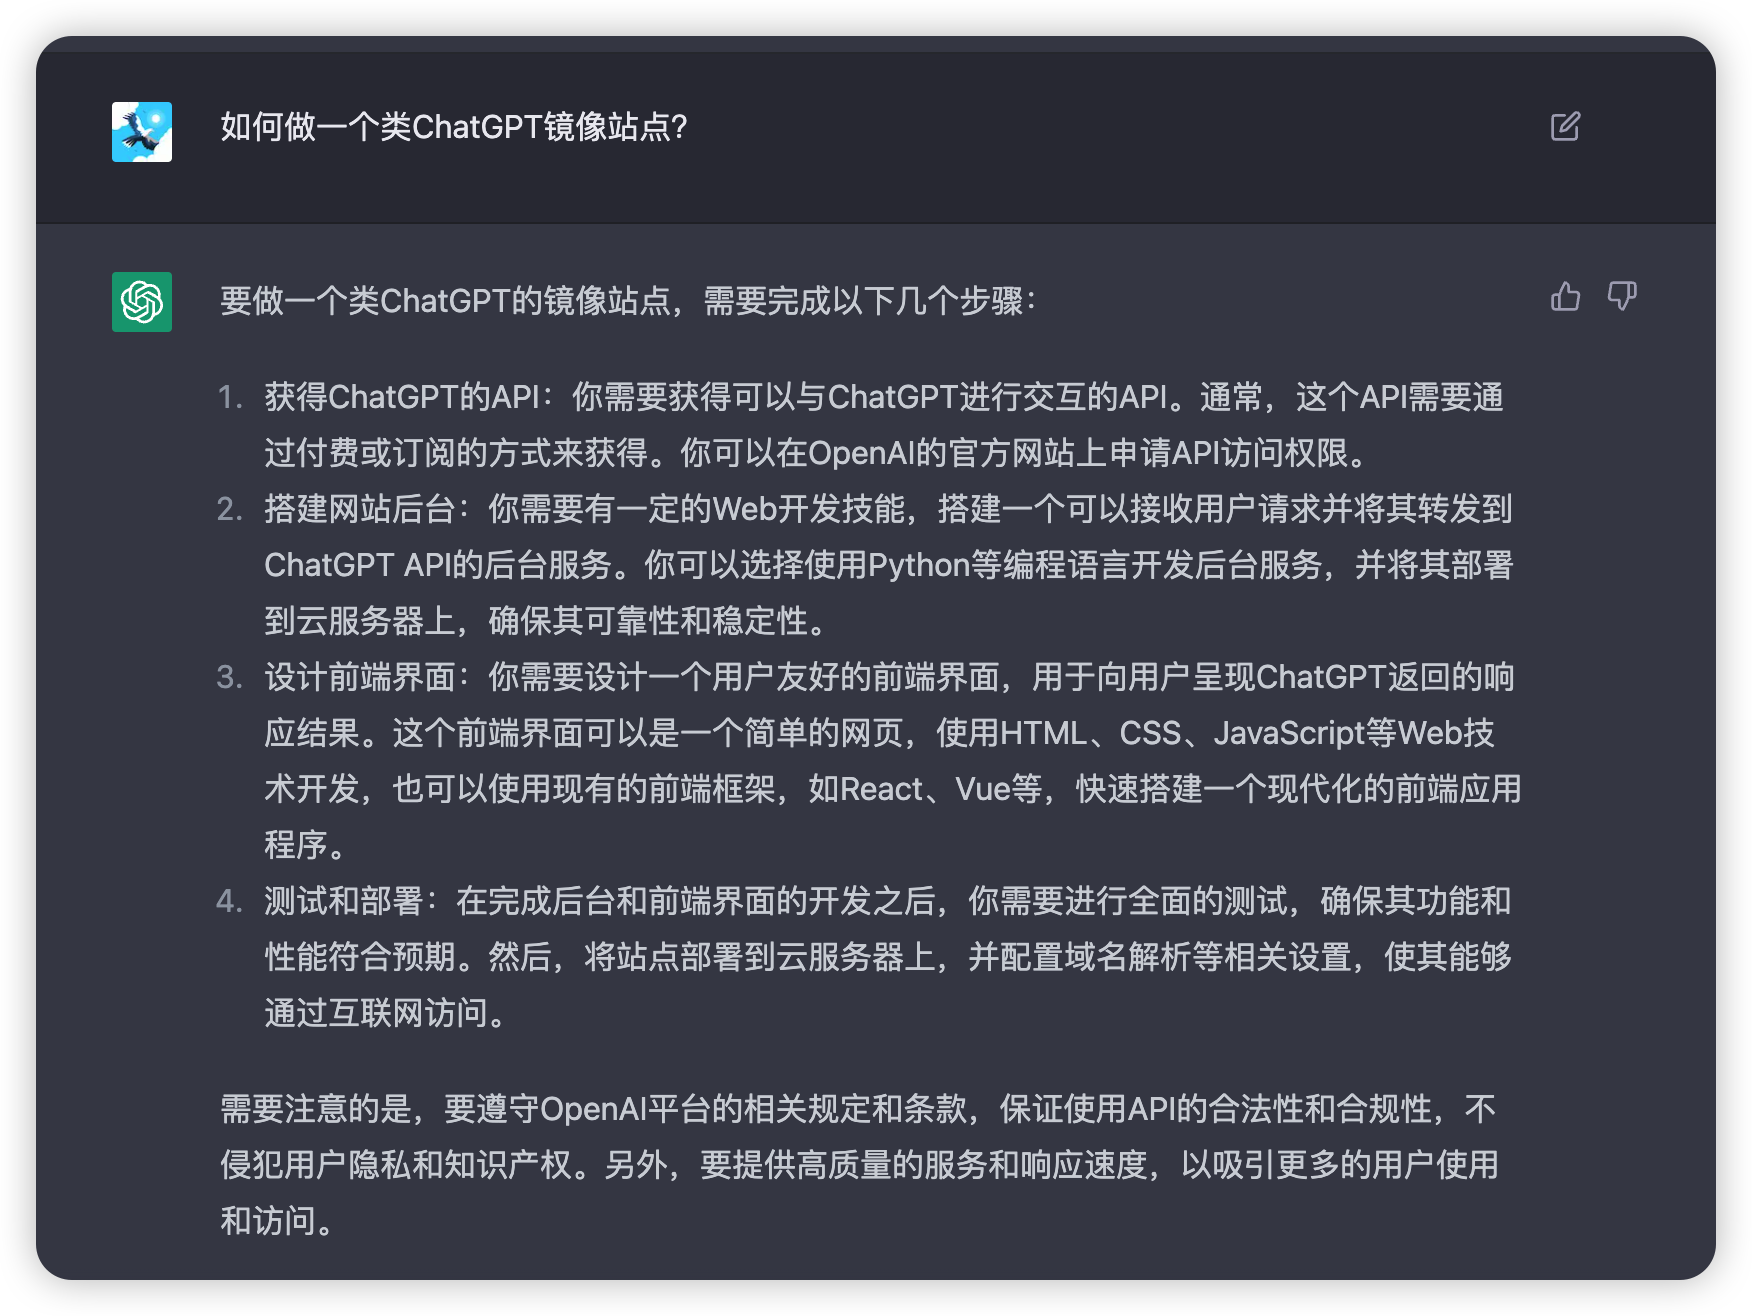 如何做一个类ChatGPT镜像站点?
要做一个类ChatGPT的镜像站点，需要完成以下几个步骤：
1. 获得ChatGPT的API：你需要获得可以与ChatGPT进行交互的API。通常，这个API需要通
过付费或订阅的方式来获得。你可以在OpenAI的官方网站上申请API访问权限。
2. 搭建网站后台：你需要有一定的Web开发技能，搭建一个可以接收用户请求并将其转发到
ChatGPT API的后台服务。你可以选择使用Python等编程语言开发后台服务，并将其部署
到云服务器上，确保其可靠性和稳定性。
3. 设计前端界面：你需要设计一个用户友好的前端界面，用于向用户呈现ChatGPT返回的响
应结果。这个前端界面可以是一个简单的网页，使用HTML、CSS、JavaScript等Web技
术开发，也可以使用现有的前端框架，如React、Vue等，快速搭建一个现代化的前端应用
程序。
4. 测试和部署：在完成后台和前端界面的开发之后，你需要进行全面的测试，确保其功能和
性能符合预期。然后，将站点部署到云服务器上，并配置域名解析等相关设置，使其能够
通过互联网访问。
需要注意的是，要遵守OpenAI平台的相关规定和条款，保证使用API的合法性和合规性，不
侵犯用户隐私和知识产权。另外，要提供高质量的服务和响应速度，以吸引更多的用户使用
和访问。